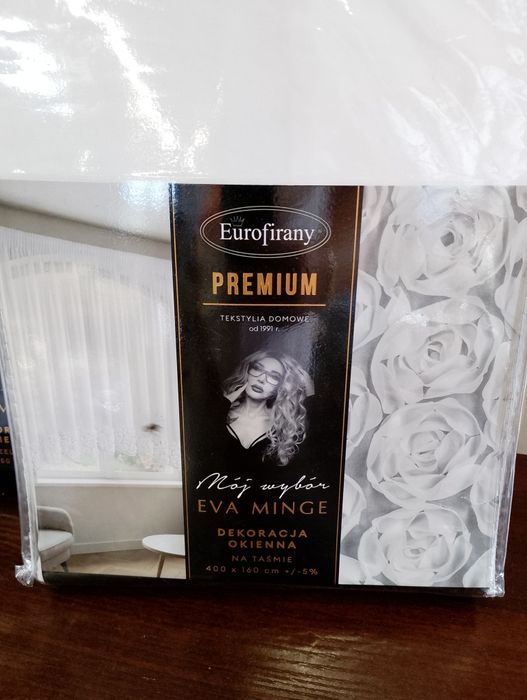 Eurofirany
PREMIUM
TEKSTYLIA DOMOWE
od 1991 r.
Mój wybór
EVA MINGE
DEKORACJA
OKIENNA
NA TAŚMIE
400 x 160 cm +/-5%